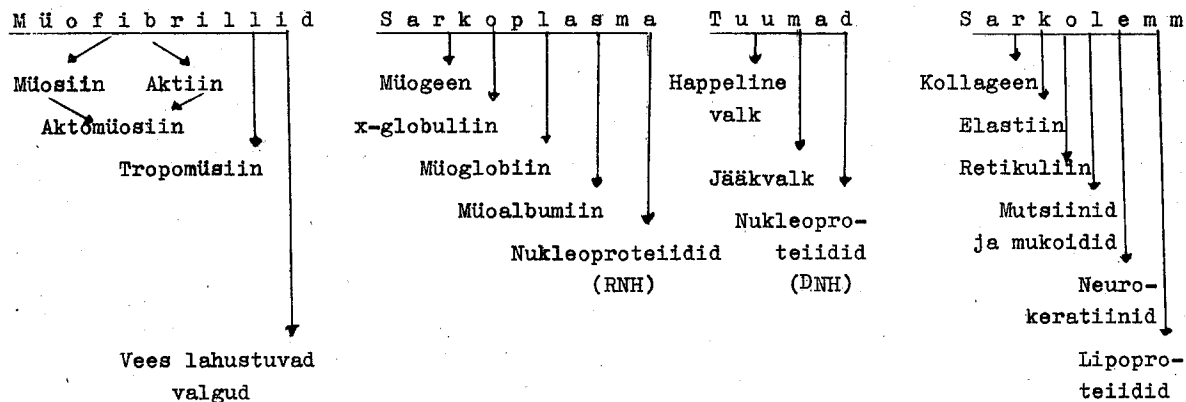 Müofibrillid
Müosiin Aktiin
Aktomüosiin
Tropomüsiin
Vees lahustuvad
valgud
Sarkoplasma
Müogeen
x-globuliin
Müoglobiin
Müoalbumiin
Nukleoproteiidid
(RNH)
Tuumad
Happeline
valk
Jääkvalk
Nukleopro-
teiidid
(DNH)
Sarkolemm
Kollageen
Elastiin
Retikuliin
Mutsiinid
ja mukoidid
Neuro-
keratiinid
Lipopro-
teiidid